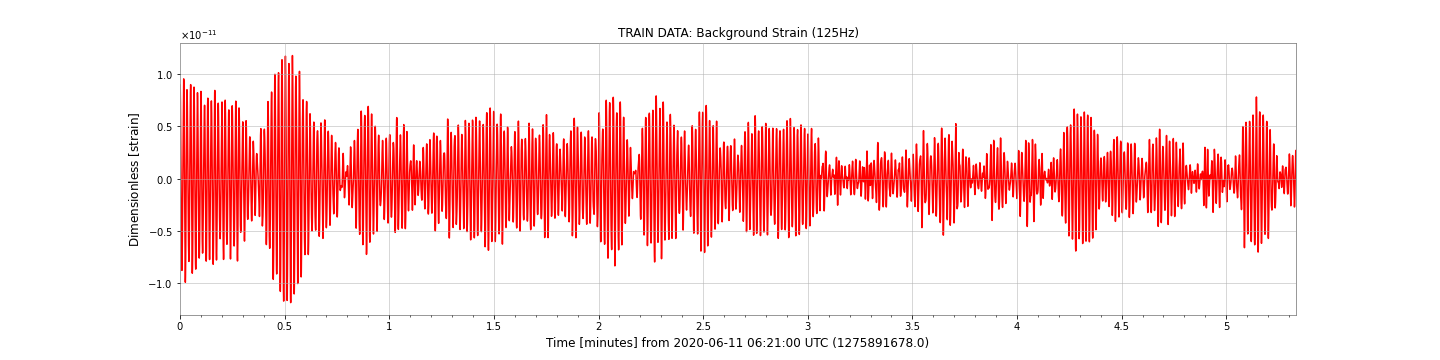 TRAIN DATA: Background Strain (125Hz)
×10⁻¹¹
1.0
0.5
0.0
−0.5
−1.0
Dimensionless [strain]
0 0.5 1 1.5 2 2.5 3 3.5 4 4.5 5
Time [minutes] from 2020-06-11 06:21:00 UTC (1275891678.0)